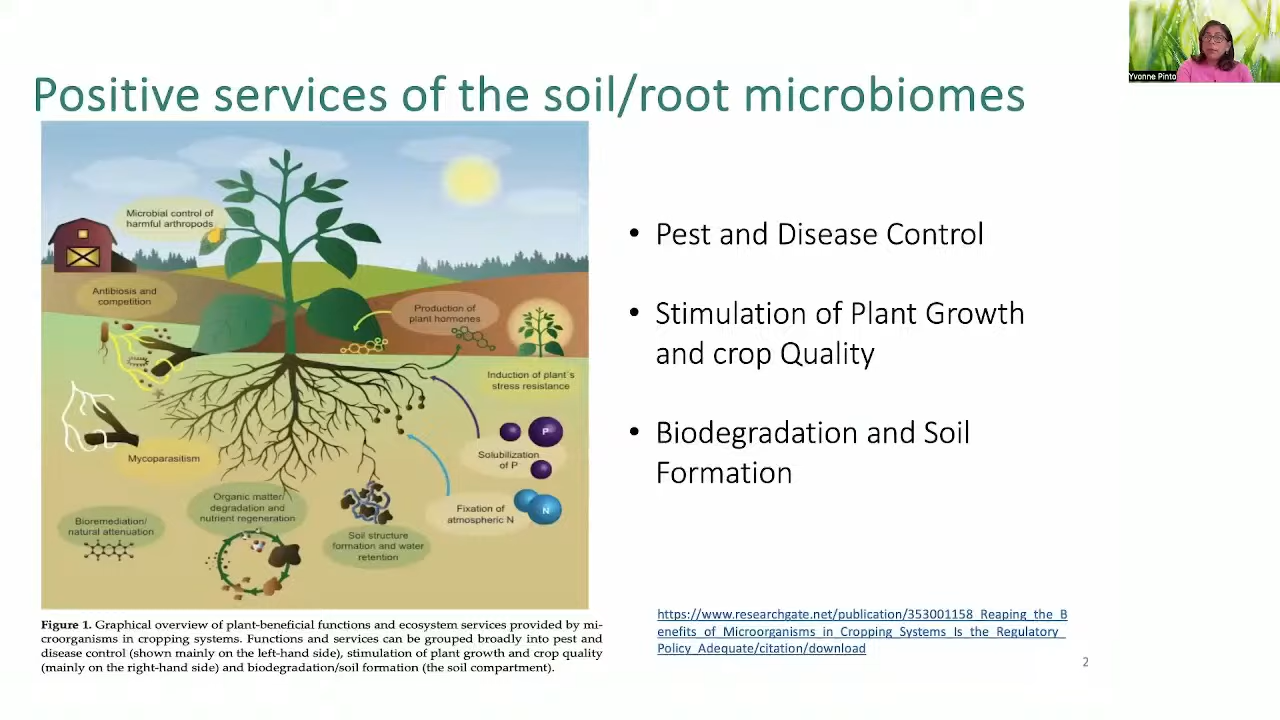 Yvonne Pinto
Positive services of the soil/root microbiomes
Microbial control of
harmful arthropods
Antibiosis and
competition
Production of
plant hormones
Induction of plant´s
stress resistance
Mycoparasitism
P
Solubilization
of P
Organic matter
degradation and
nutrient regeneration
Fixation of
atmospheric N
N
Bioremediation/
natural attenuation
Soil structure
formation and water
retention
Figure 1. Graphical overview of plant-beneficial functions and ecosystem services provided by mi-
croorganisms in cropping systems. Functions and services can be grouped broadly into pest and
disease control (shown mainly on the left-hand side), stimulation of plant growth and crop quality
(mainly on the right-hand side) and biodegradation/soil formation (the soil compartment).
• Pest and Disease Control
• Stimulation of Plant Growth
and crop Quality
• Biodegradation and Soil
Formation
https://www.researchgate.net/publication/353001158_Reaping_the_B
enefits_of_Microorganisms_in_Cropping_Systems_Is_the_Regulatory_
Policy_Adequate/citation/download
2